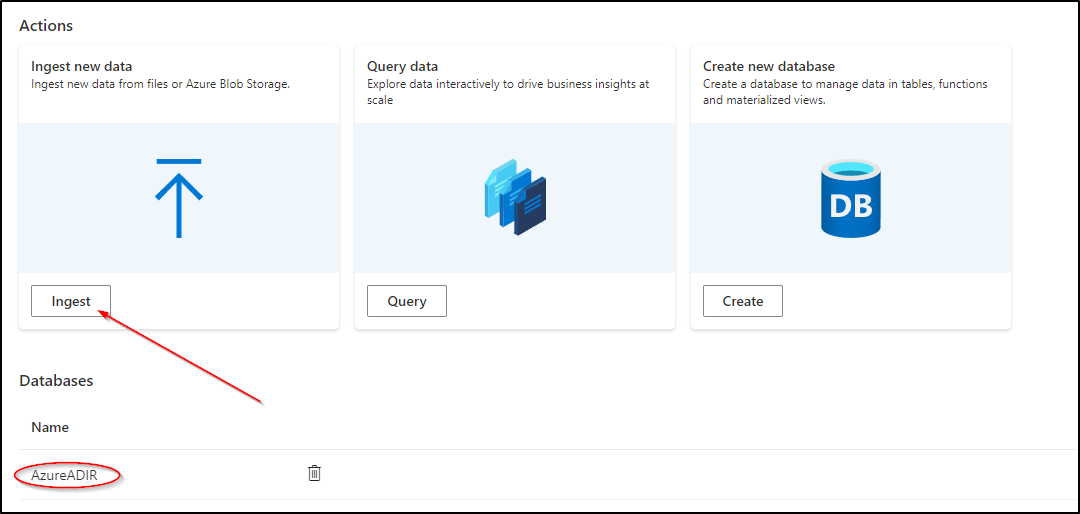 Actions
Ingest new data
Ingest new data from files or Azure Blob Storage.
Ingest
Query data
Explore data interactively to drive business insights at
scale
Query
Create new database
Create a database to manage data in tables, functions
and materialized views.
DB
Create
Databases
Name
AzureADIR